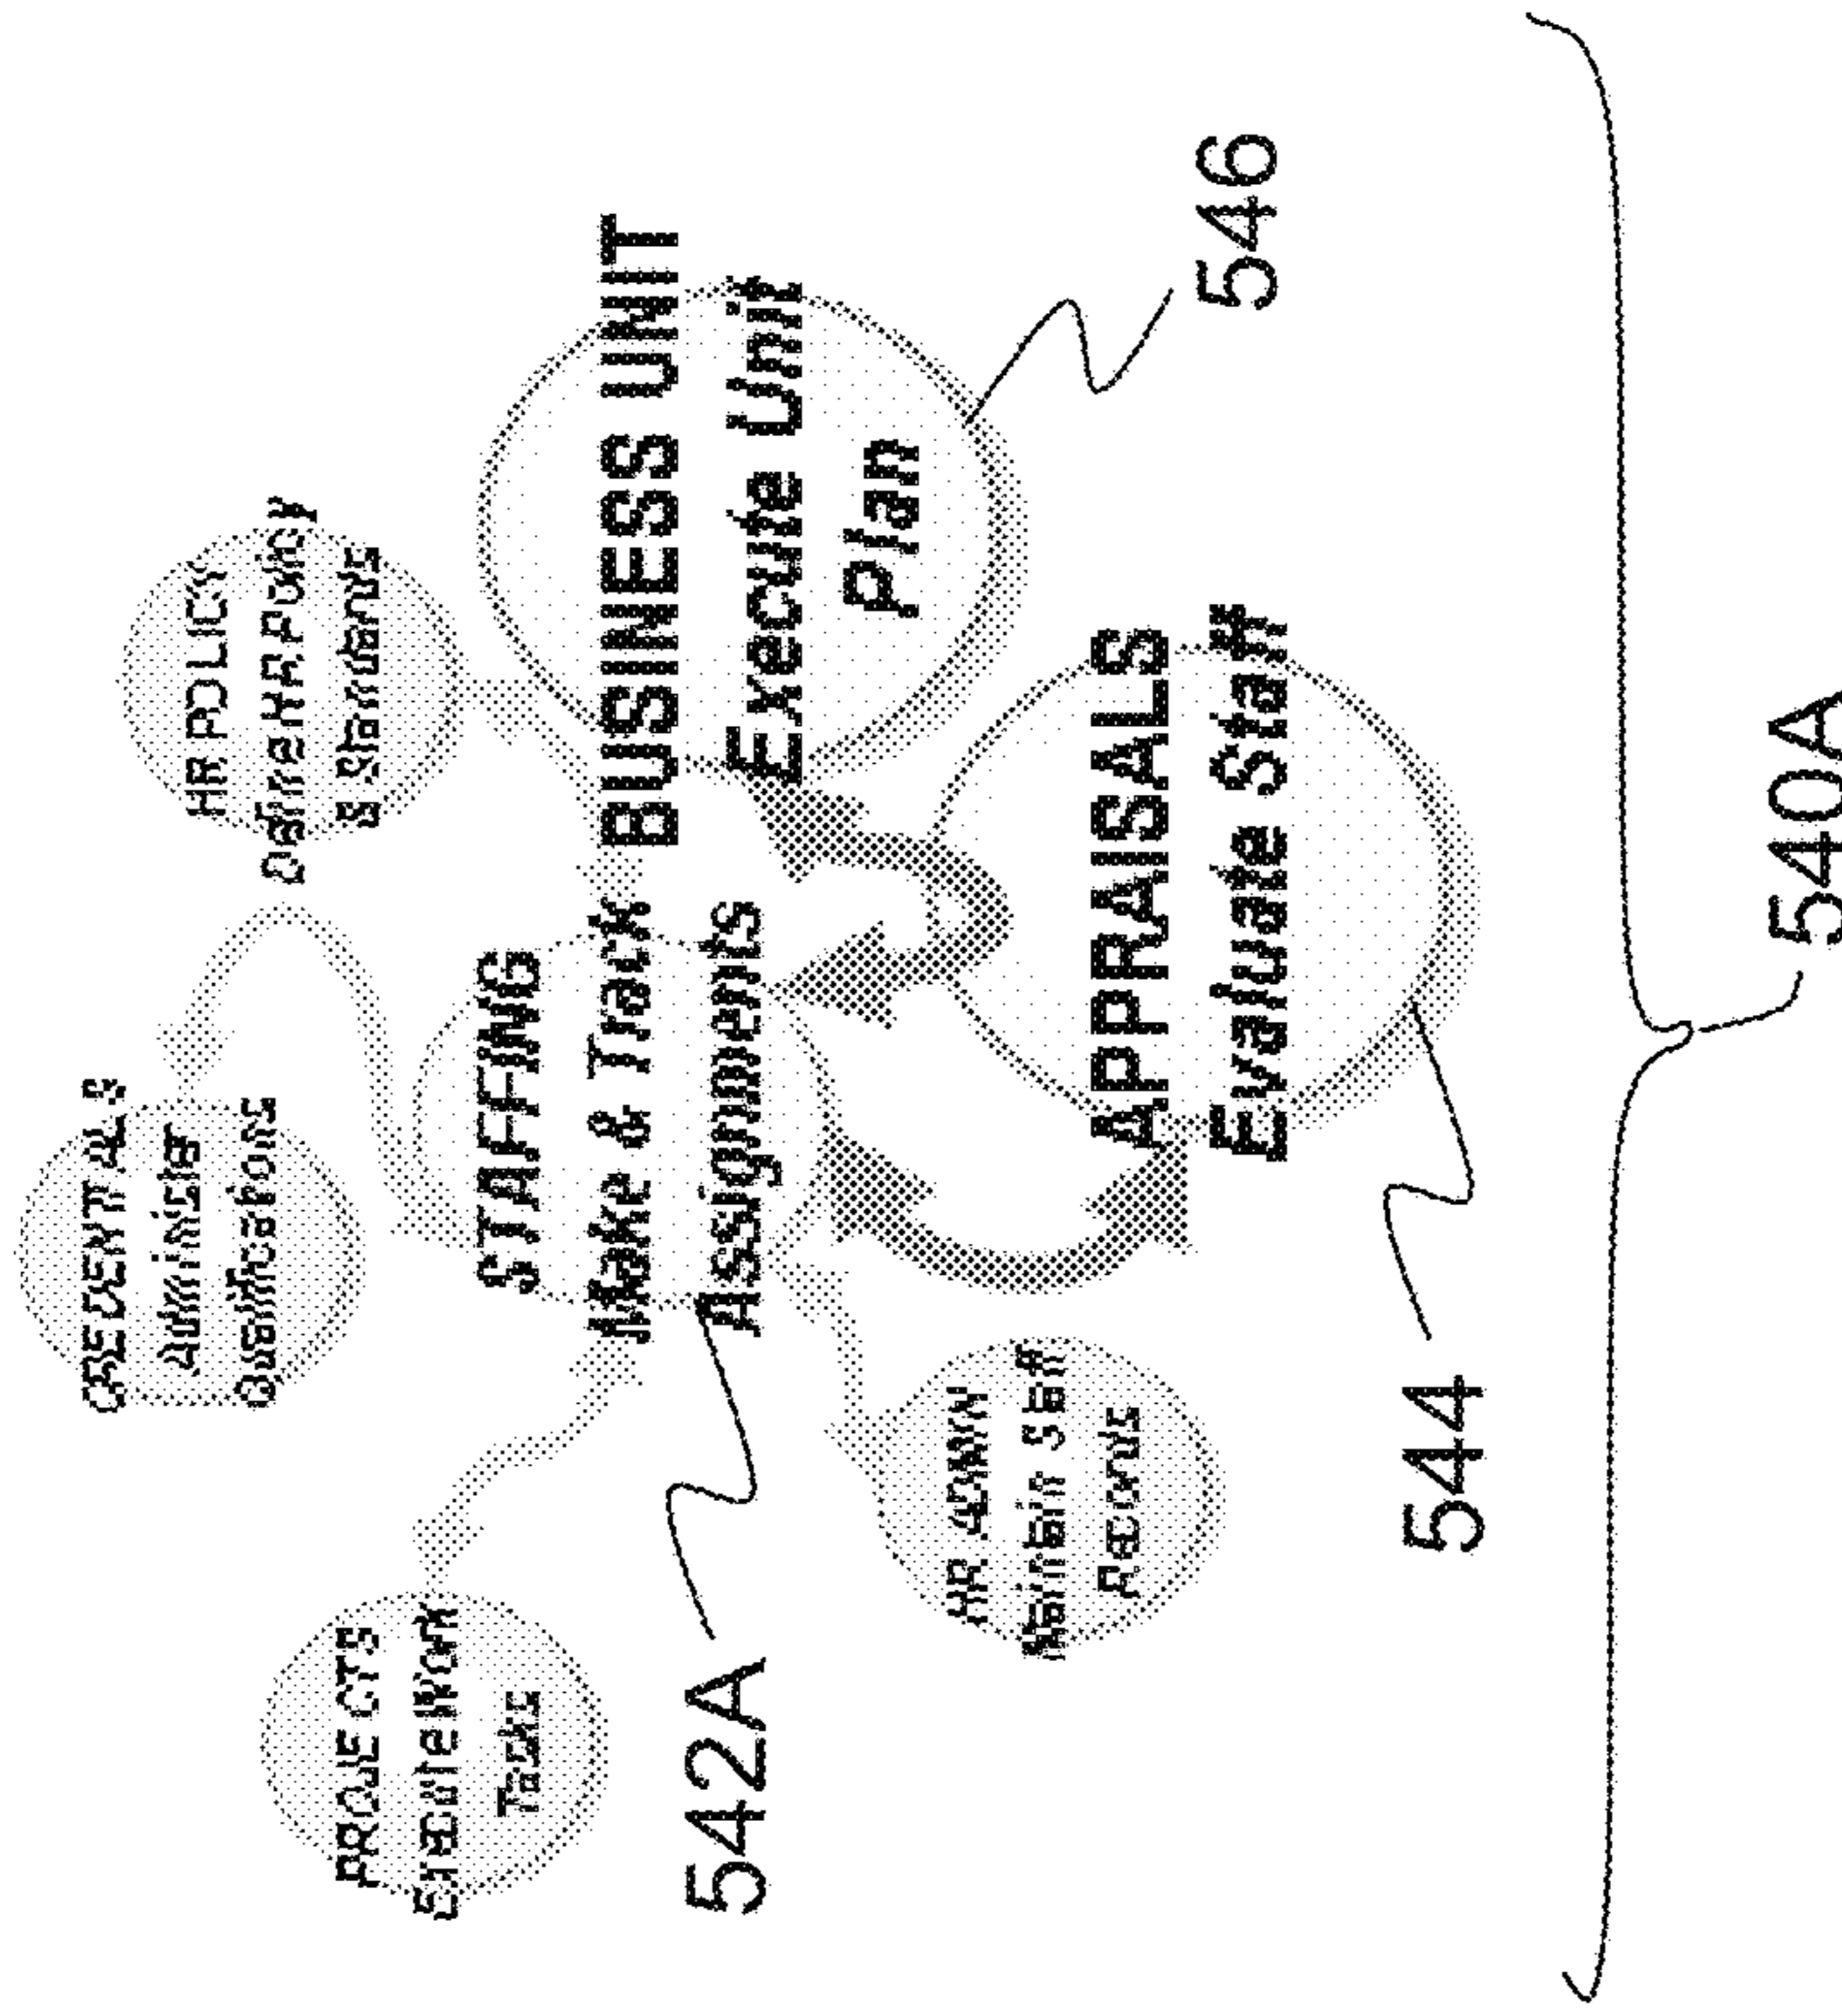 CREDENTIALS
Administer
Qualifications
HR POLICY
Define HR Policy
& Standards
PROJECTS
Execute Work
Tasks
STAFFING
Make & Track
Assignments
BUSINESS UNIT
Execute Unit
Plan
542A
HR ADMIN
Maintain Staff
Records
APPRAISALS
Evaluate Staff
546
544
540A